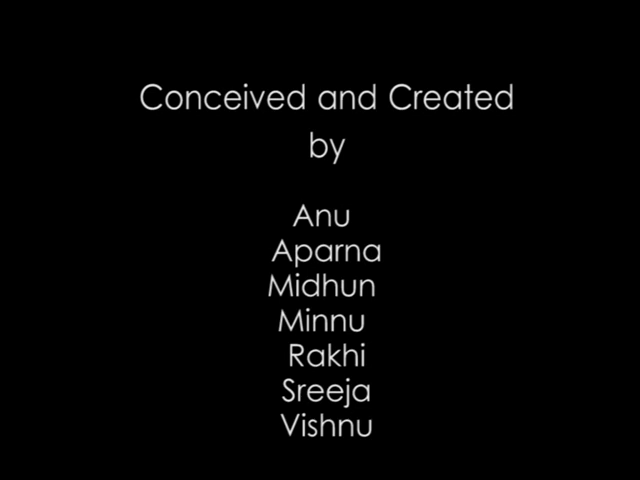 Conceived and Created
by
Anu
Aparna
Midhun
Minnu
Rakhi
Sreeja
Vishnu